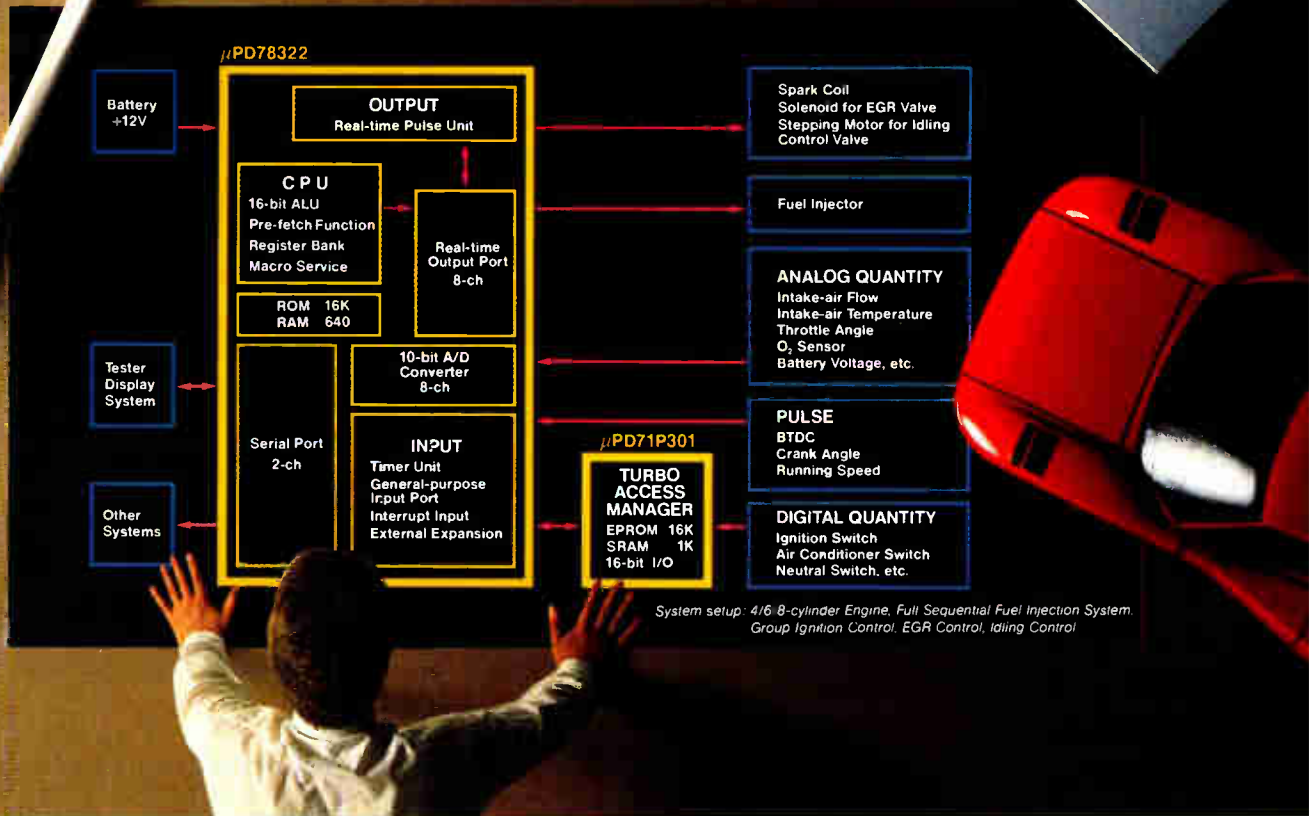 μPD78322
Battery
+12V
OUTPUT
Real-time Pulse Unit
CPU
16-bit ALU
Pre-fetch Function
Register Bank
Macro Service
Real-time
Output Port
8-ch
ROM 16K
RAM 640
10-bit A/D
Converter
8-ch
Tester
Display
System
Serial Port
2-ch
INPUT
Timer Unit
General-purpose
Input Port
Interrupt Input
External Expansion
Other
Systems
μPD71P301
TURBO
ACCESS
MANAGER
EPROM 16K
SRAM 1K
16-bit I/O
Spark Coil
Solenoid for EGR Valve
Stepping Motor for Idling
Control Valve
Fuel Injector
ANALOG QUANTITY
Intake-air Flow
Intake-air Temperature
Throttle Angle
O₂ Sensor
Battery Voltage, etc.
PULSE
BTDC
Crank Angle
Running Speed
DIGITAL QUANTITY
Ignition Switch
Air Conditioner Switch
Neutral Switch, etc.
System setup: 4/6/8-cylinder Engine, Full Sequential Fuel Injection System.
Group Ignition Control, EGR Control, Idling Control